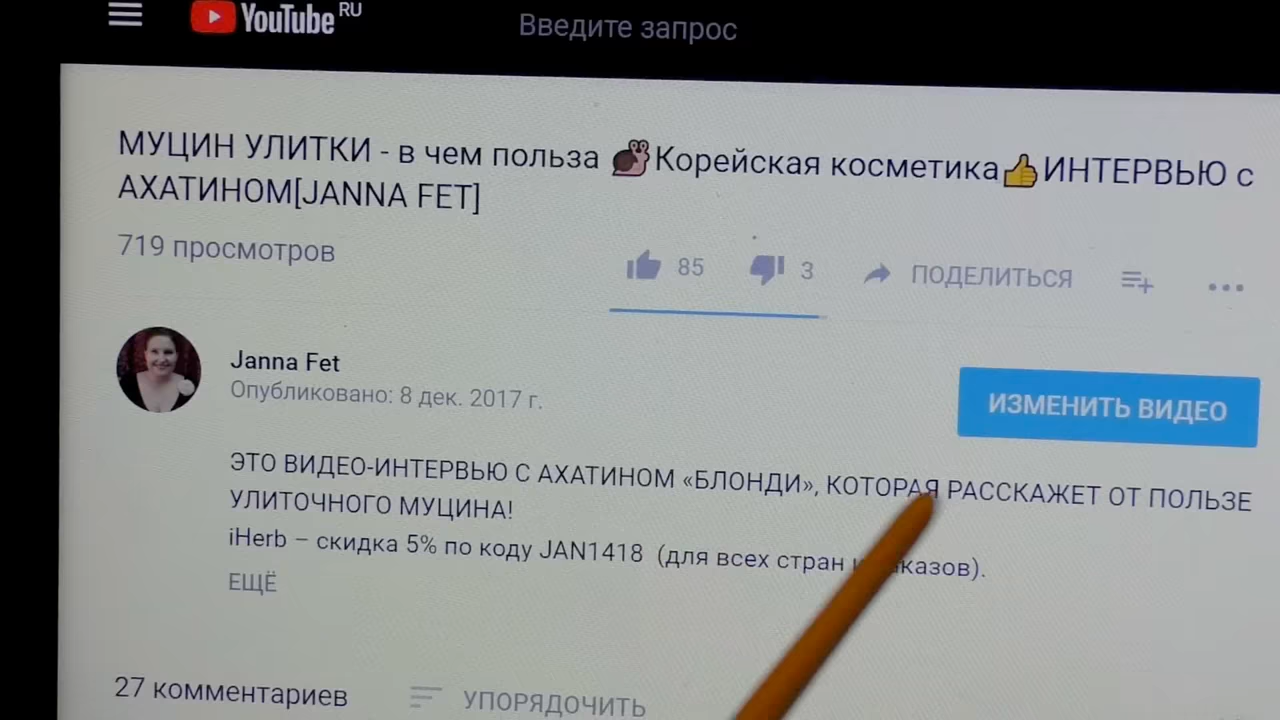 YouTube RU
Введите запрос
МУЦИН УЛИТКИ - в чем польза 🐌Корейская косметика👍ИНТЕРВЬЮ с
АХАТИНОМ[JANNA FET]
719 просмотров
85 3 ПОДЕЛИТЬСЯ
Janna Fet
Опубликовано: 8 дек. 2017 г.
ИЗМЕНИТЬ ВИДЕО
ЭТО ВИДЕО-ИНТЕРВЬЮ С АХАТИНОМ «БЛОНДИ», КОТОРАЯ РАССКАЖЕТ ОТ ПОЛЬЗЕ
УЛИТОЧНОГО МУЦИНА!
iHerb – скидка 5% по коду JAN1418 (для всех стран
ЕЩЁ
27 комментариев
УПОРЯДОЧИТЬ